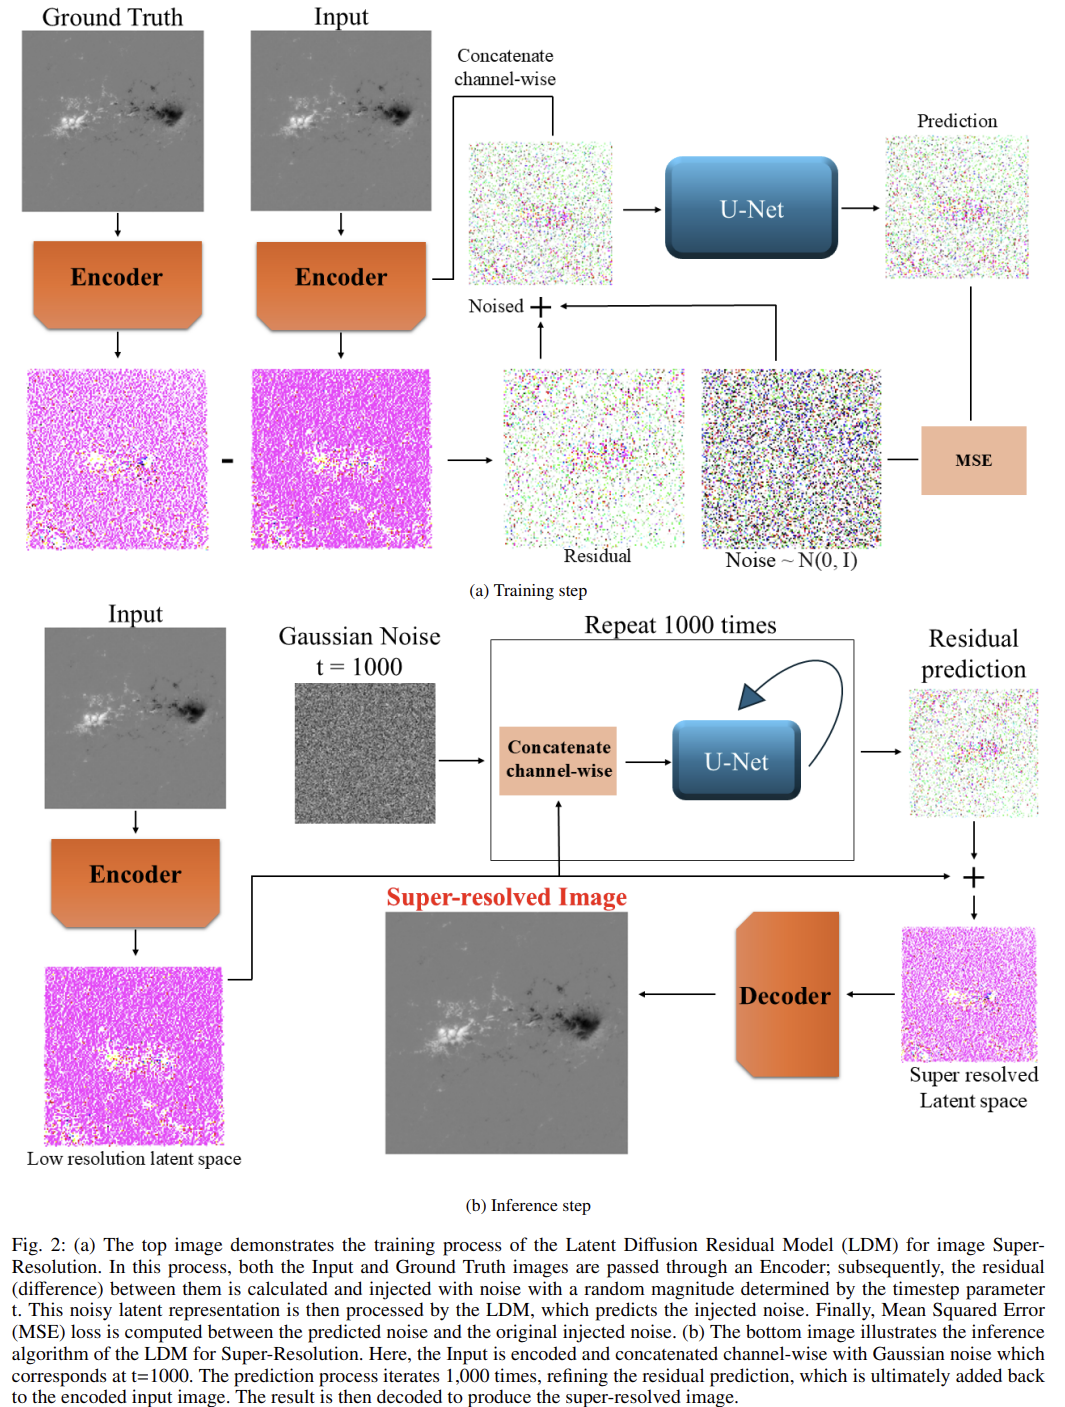 Ground Truth
Input
Concatenate
channel-wise
Prediction
U-Net
Encoder
Encoder
Noised +
-
MSE
Residual
Noise ~ N(0, I)
(a) Training step
Input
Repeat 1000 times
Gaussian Noise
t = 1000
Residual
prediction
Concatenate
channel-wise
U-Net
Encoder
+
Super-resolved Image
Decoder
Super resolved
Latent space
Low resolution latent space
(b) Inference step
Fig. 2: (a) The top image demonstrates the training process of the Latent Diffusion Residual Model (LDM) for image Super-
Resolution. In this process, both the Input and Ground Truth images are passed through an Encoder; subsequently, the residual
(difference) between them is calculated and injected with noise with a random magnitude determined by the timestep parameter
t. This noisy latent representation is then processed by the LDM, which predicts the injected noise. Finally, Mean Squared Error
(MSE) loss is computed between the predicted noise and the original injected noise. (b) The bottom image illustrates the inference
algorithm of the LDM for Super-Resolution. Here, the Input is encoded and concatenated channel-wise with Gaussian noise which
corresponds at t=1000. The prediction process iterates 1,000 times, refining the residual prediction, which is ultimately added back
to the encoded input image. The result is then decoded to produce the super-resolved image.